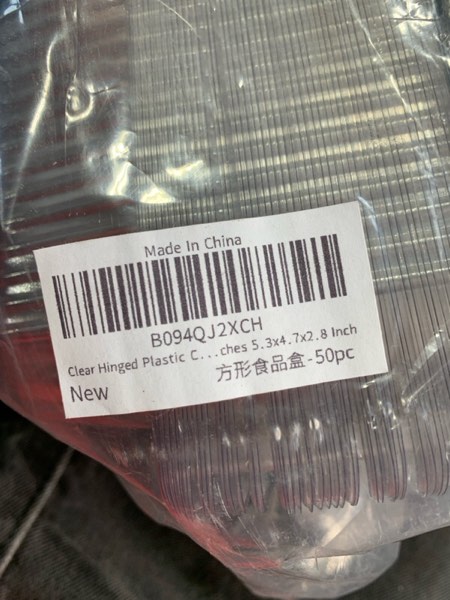 Made In China
B094QJ2XCH
Clear Hinged Plastic C...ches 5.3x4.7x2.8 Inch
New
方形食品盒-50pc